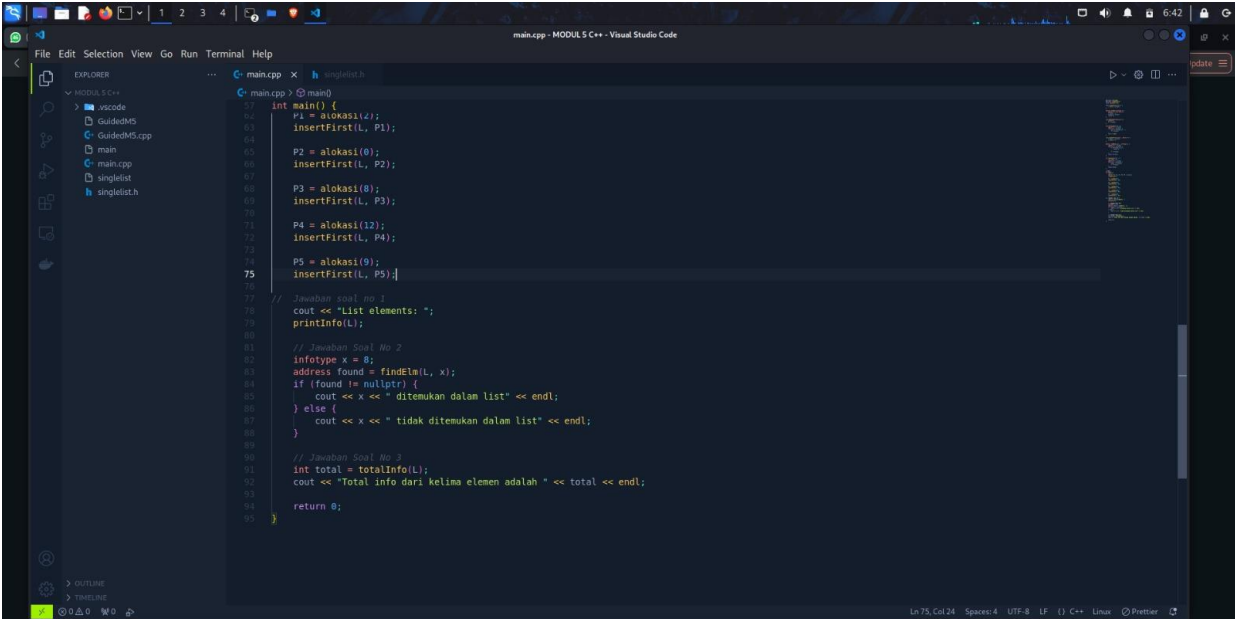 1 2 3 4
6:42
main.cpp - MODUL 5 C++ - Visual Studio Code
File Edit Selection View Go Run Terminal Help
pdate
EXPLORER ...
main.cpp x h singlelist.h
MODUL 5 C++
main.cpp > main()
.vscode
GuidedM5
GuidedM5.cpp
main
main.cpp
singlelist
h singlelist.h
57 int main() {
62 P1 = alokasi(2);
63 insertFirst(L, P1);
64
65 P2 = alokasi(0);
66 insertFirst(L, P2);
67
68 P3 = alokasi(8);
69 insertFirst(L, P3);
70
71 P4 = alokasi(12);
72 insertFirst(L, P4);
73
74 P5 = alokasi(9);
75 insertFirst(L, P5);
76
77 // Jawaban soal no 1
78 cout << "List elements: ";
79 printInfo(L);
80
81 // Jawaban Soal No 2
82 infotype x = 8;
83 address found = findElm(L, x);
84 if (found != nullptr) {
85 cout << x << " ditemukan dalam list" << endl;
86 } else {
87 cout << x << " tidak ditemukan dalam list" << endl;
88 }
89
90 // Jawaban Soal No 3
91 int total = totalInfo(L);
92 cout << "Total info dari kelima elemen adalah " << total << endl;
93
94 return 0;
95 }
OUTLINE
TIMELINE
0 0 0 Ln 75, Col 24 Spaces: 4 UTF-8 LF {} C++ Linux Prettier